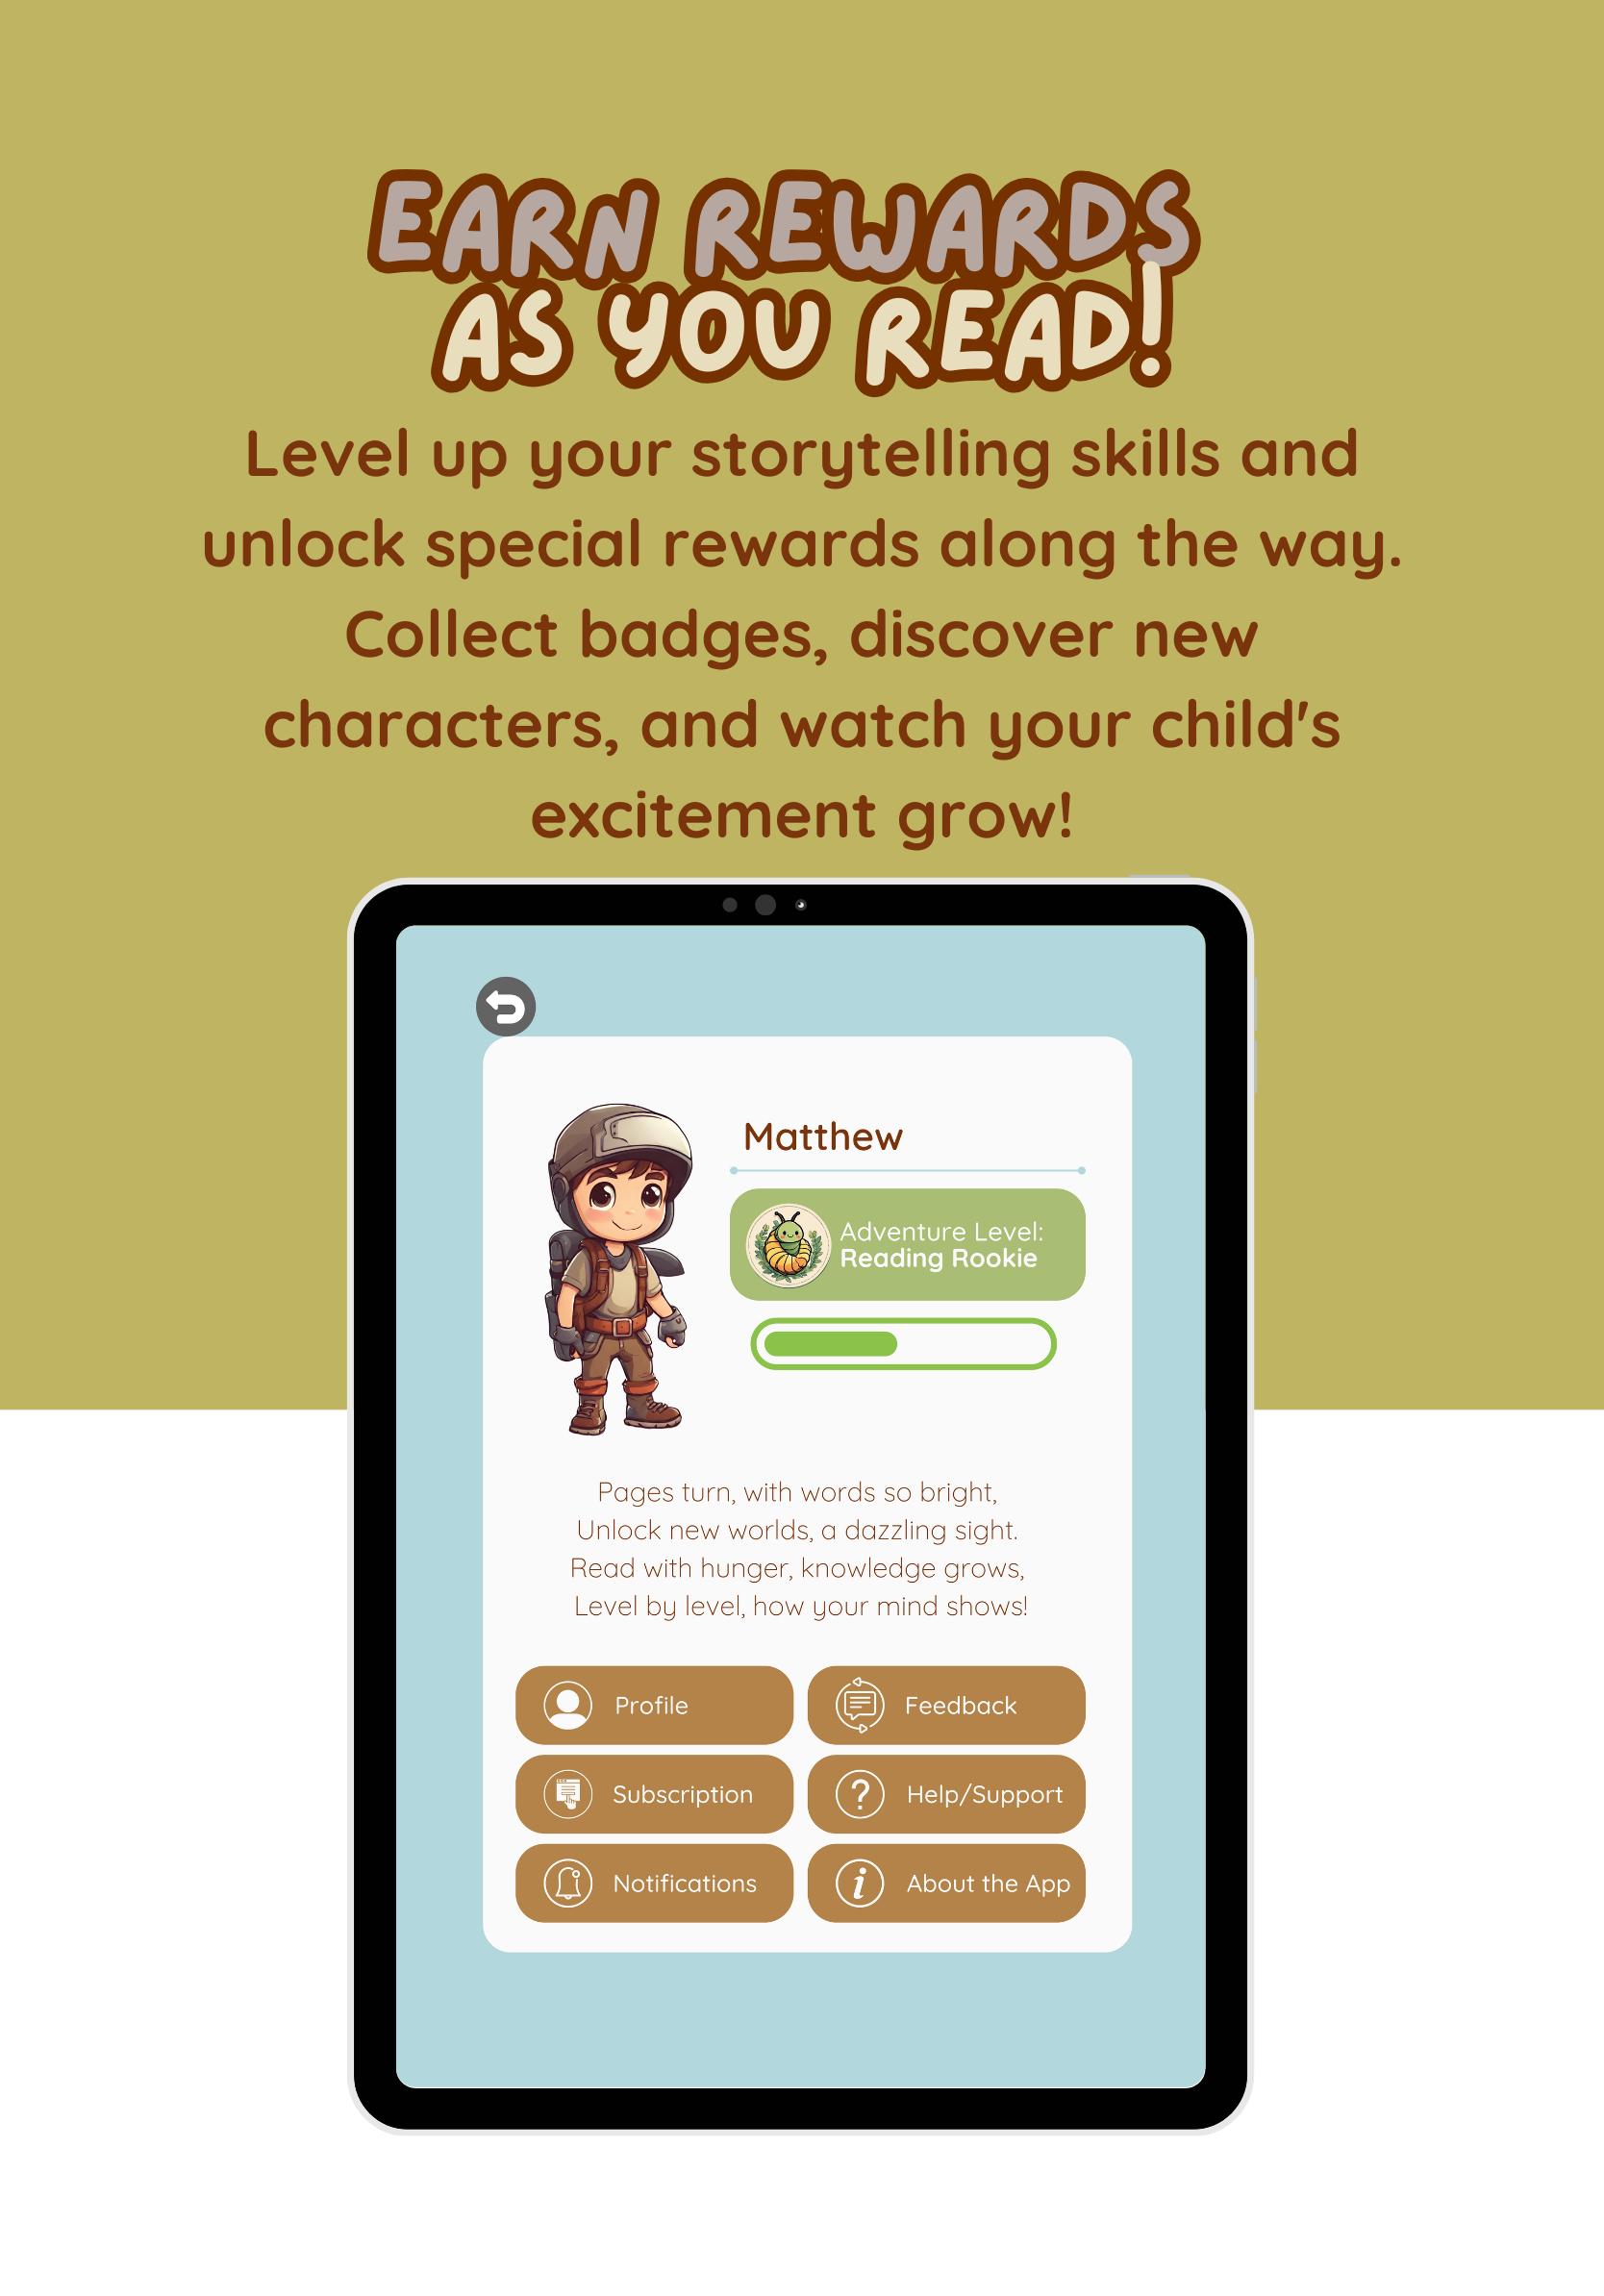 EARN REWARDS
AS YOU READ!
Level up your storytelling skills and
unlock special rewards along the way.
Collect badges, discover new
characters, and watch your child's
excitement grow!
Matthew
Adventure Level:
Reading Rookie
Pages turn, with words so bright,
Unlock new worlds, a dazzling sight.
Read with hunger, knowledge grows,
Level by level, how your mind shows!
Profile
Feedback
Subscription
Help/Support
Notifications
About the App